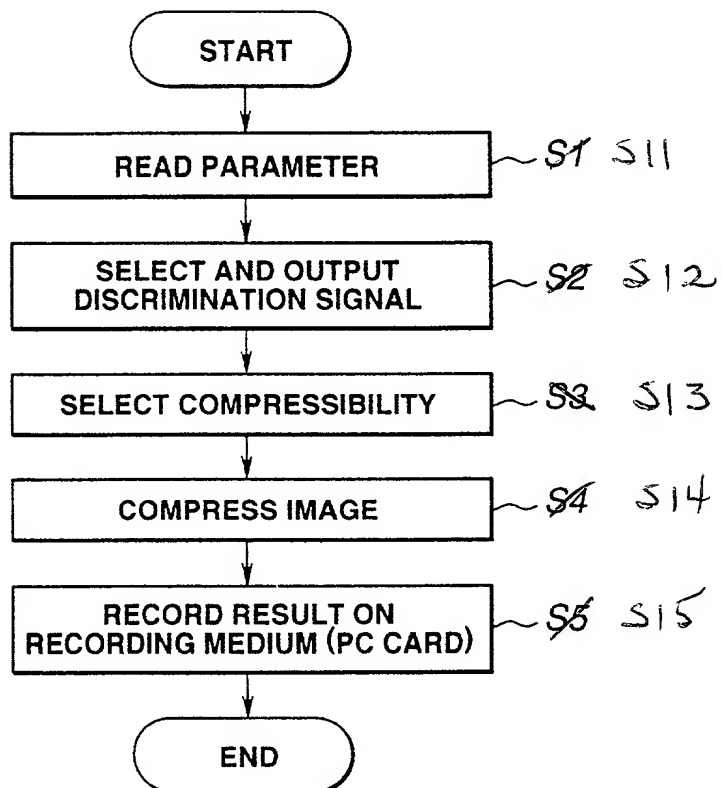 START
READ PARAMETER
S1 S11
SELECT AND OUTPUT
DISCRIMINATION SIGNAL
S2 S12
SELECT COMPRESSIBILITY
S3 S13
COMPRESS IMAGE
S4 S14
RECORD RESULT ON
RECORDING MEDIUM (PC CARD)
S5 S15
END